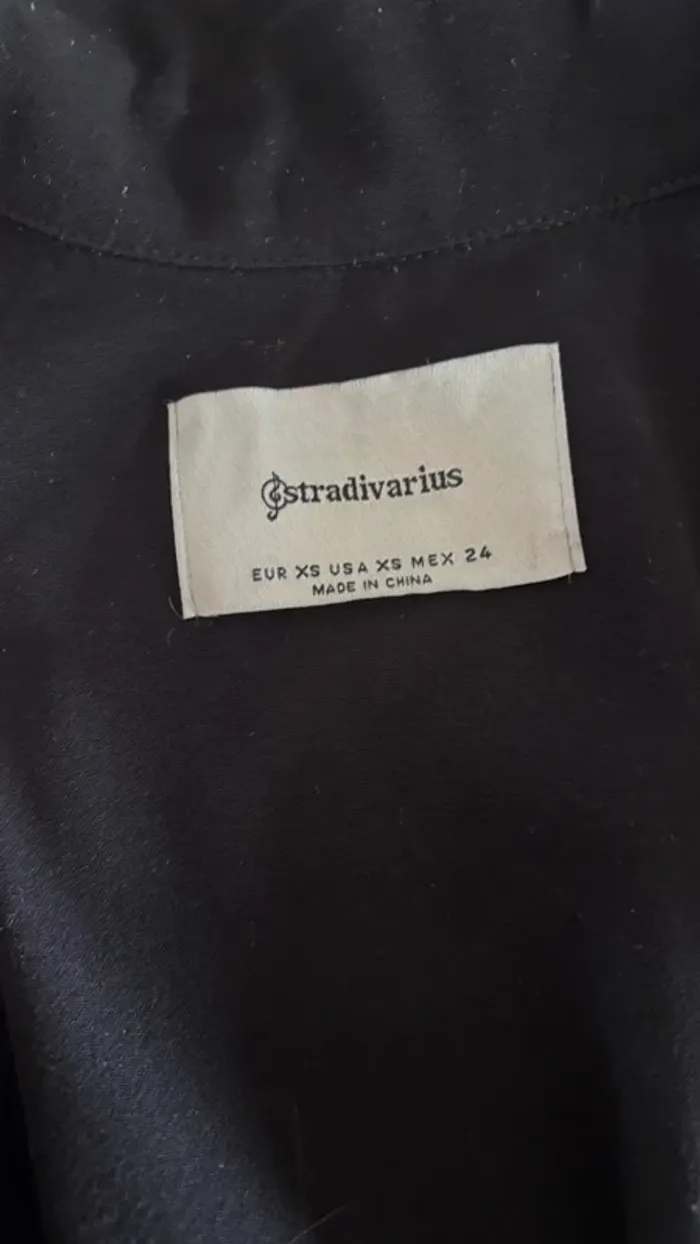 stradivarius
EUR XS USA XS MEX 24
MADE IN CHINA